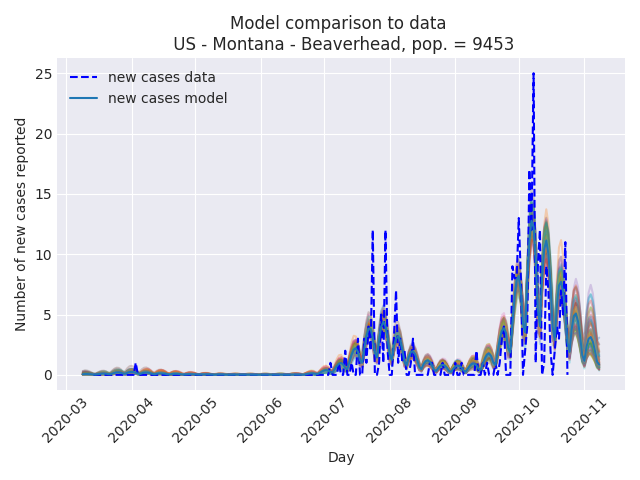 Model comparison to data
US - Montana - Beaverhead, pop. = 9453
new cases data
new cases model
Number of new cases reported
25
20
15
10
5
0
2020-03
2020-04
2020-05
2020-06
2020-07
2020-08
2020-09
2020-10
2020-11
Day